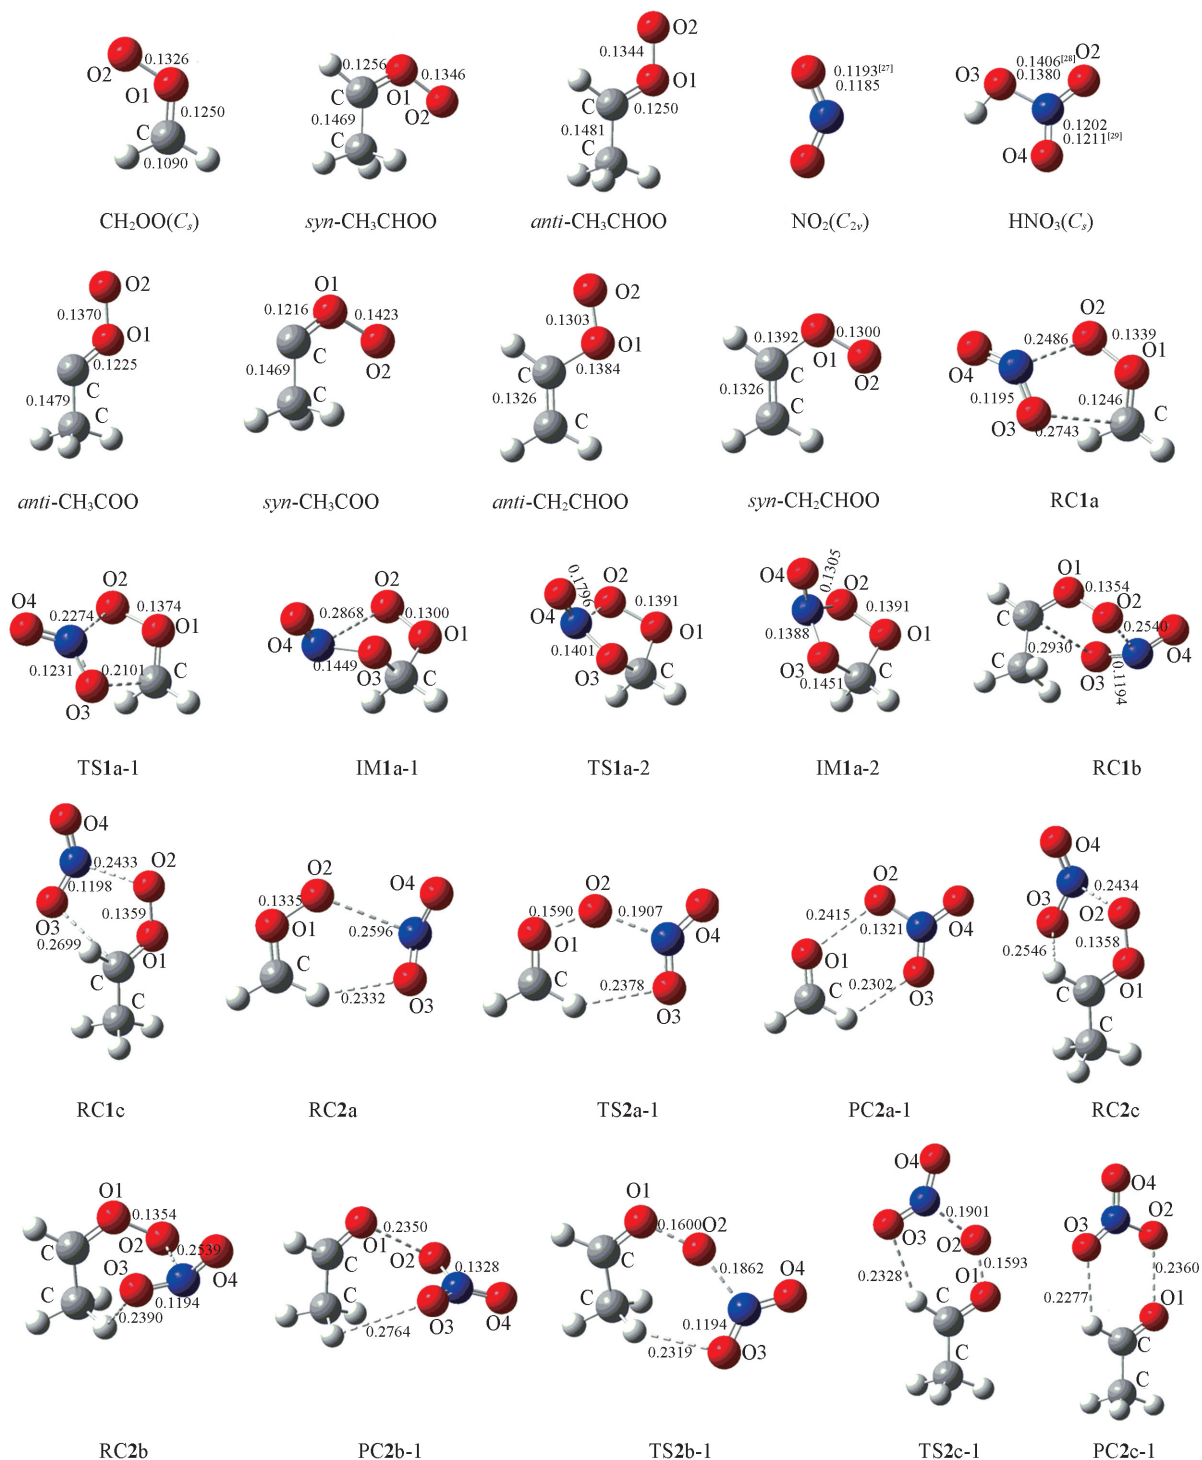 O2 0.1326 O1 0.1250 C 0.1090
0.1256 0.1346 C O1 O2 0.1469 C
O2 0.1344 O1 C 0.1250 0.1481 C
0.1193[27]
0.1185
O2 0.1406[28] O3 0.1380 0.1202 0.1211[29] O4
CH₂OO(Cₛ) syn-CH₃CHOO anti-CH₃CHOO NO₂(C₂ᵥ) HNO₃(Cₛ)
O2 0.1370 O1 0.1225 C 0.1479 C
O1 0.1216 0.1423 C O2 0.1469 C
O2 0.1303 O1 C 0.1384 0.1326 C
0.1392 0.1300 O1 C O2 0.1326 C
O2 0.2486 0.1339 O1 O4 0.1195 0.1246 O3 0.2743 C
anti-CH₃COO syn-CH₃COO anti-CH₂CHOO syn-CH₂CHOO RC1a
O2 O4 0.2274 0.1374 O1 0.1231 0.2101 C O3
O2 0.2868 0.1300 O4 O1 0.1449 O3 C
0.1796 O2 0.1391 O4 O1 0.1401 O3 C
O4 0.1305 O2 0.1391 0.1388 O1 O3 C 0.1451
O1 0.1354 O2 C 0.2540 0.2930 O4 C O3 0.1194
TS1a-1 IM1a-1 TS1a-2 IM1a-2 RC1b
O4 0.2433 O2 0.1198 0.1359 O3 0.2699 O1 C C
O2 O4 0.1335 O1 0.2596 C 0.2332 O3
O2 0.1590 0.1907 O1 O4 C 0.2378 O3
O2 0.2415 0.1321 O4 O1 0.2302 C O3
O4 O3 0.2434 O2 0.2546 0.1358 C O1 C
RC1c RC2a TS2a-1 PC2a-1 RC2c
O1 0.1354 O2 C 0.2539 O3 O4 C 0.1194 0.2390
0.2350 O1 O2 C 0.1328 C O3 O4 0.2764
O1 0.1600 O2 C 0.1862 O4 C 0.1194 0.2319 O3
O4 0.1901 O3 O2 0.1593 O1 0.2328 C C
O4 O2 O3 0.2360 0.2277 O1 C C
RC2b PC2b-1 TS2b-1 TS2c-1 PC2c-1